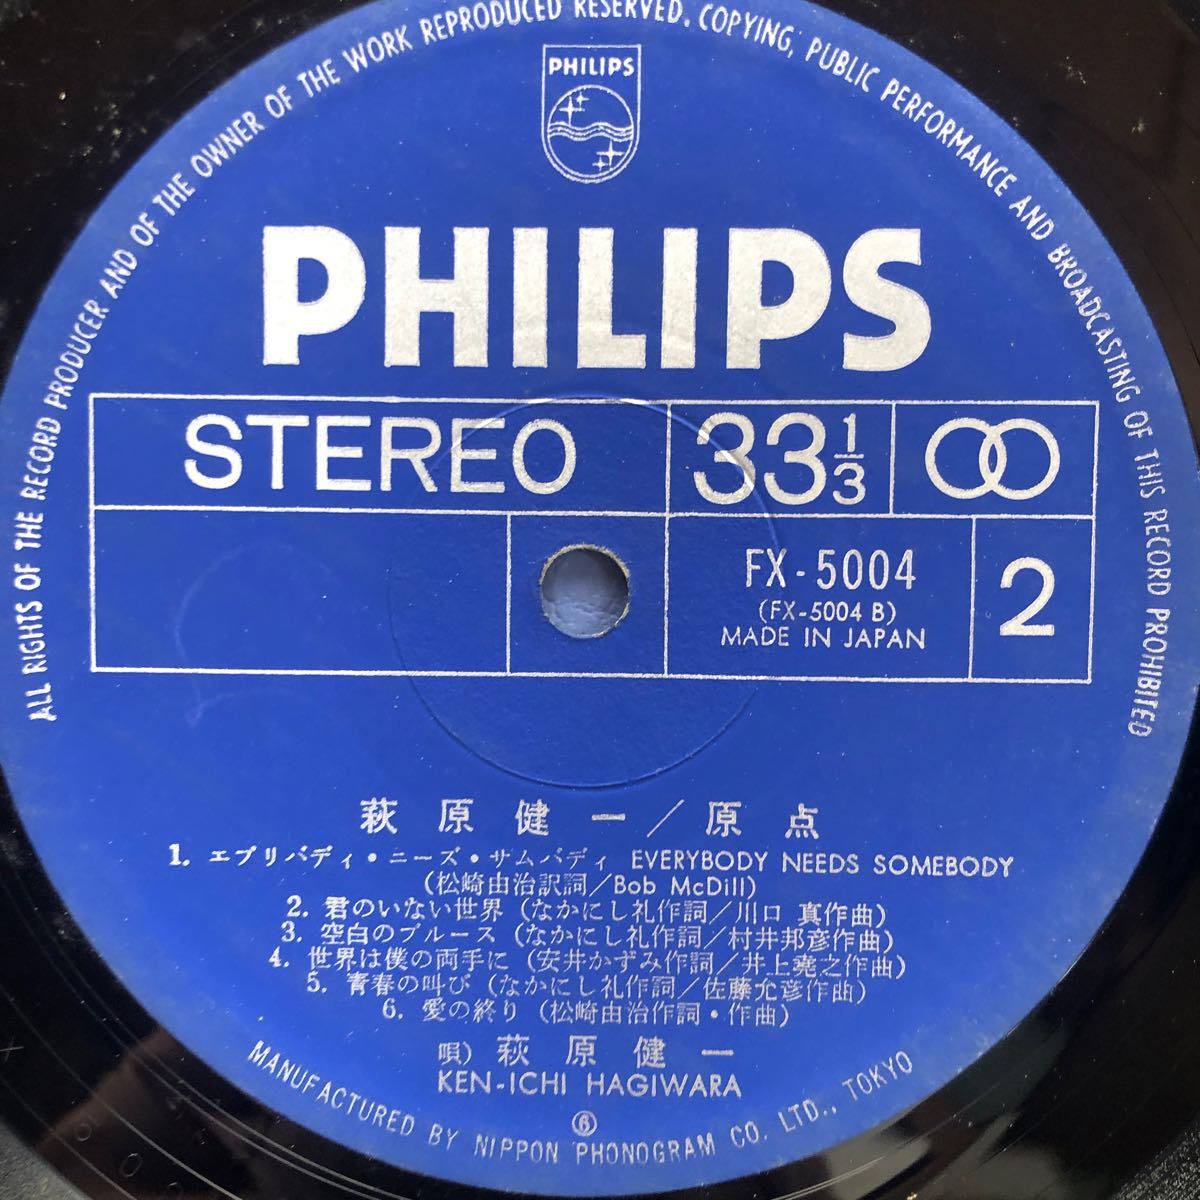 ALL RIGHTS OF THE RECORD PRODUCER AND OF THE OWNER OF THE WORK REPRODUCED RESERVED. COPYING, PUBLIC PERFORMANCE AND BROADCASTING OF THIS RECORD PROHIBITED
PHILIPS
PHILIPS
STEREO 33 1/3
FX-5004
(FX-5004 B)
MADE IN JAPAN
2
萩原健一/原点
1. エブリバディ・ニーズ・サムバディ EVERYBODY NEEDS SOMEBODY
(松崎由治訳詞/Bob McDill)
2. 君のいない世界 (なかにし礼作詞/川口 真作曲)
3. 空白のブルース (なかにし礼作詞/村井邦彦作曲)
4. 世界は僕の両手に (安井かずみ作詞/井上堯之作曲)
5. 青春の叫び (なかにし礼作詞/佐藤允彦作曲)
6. 愛の終り (松崎由治作詞・作曲)
唄) 萩原健一
KEN-ICHI HAGIWARA
⑥
MANUFACTURED BY NIPPON PHONOGRAM CO. LTD., TOKYO